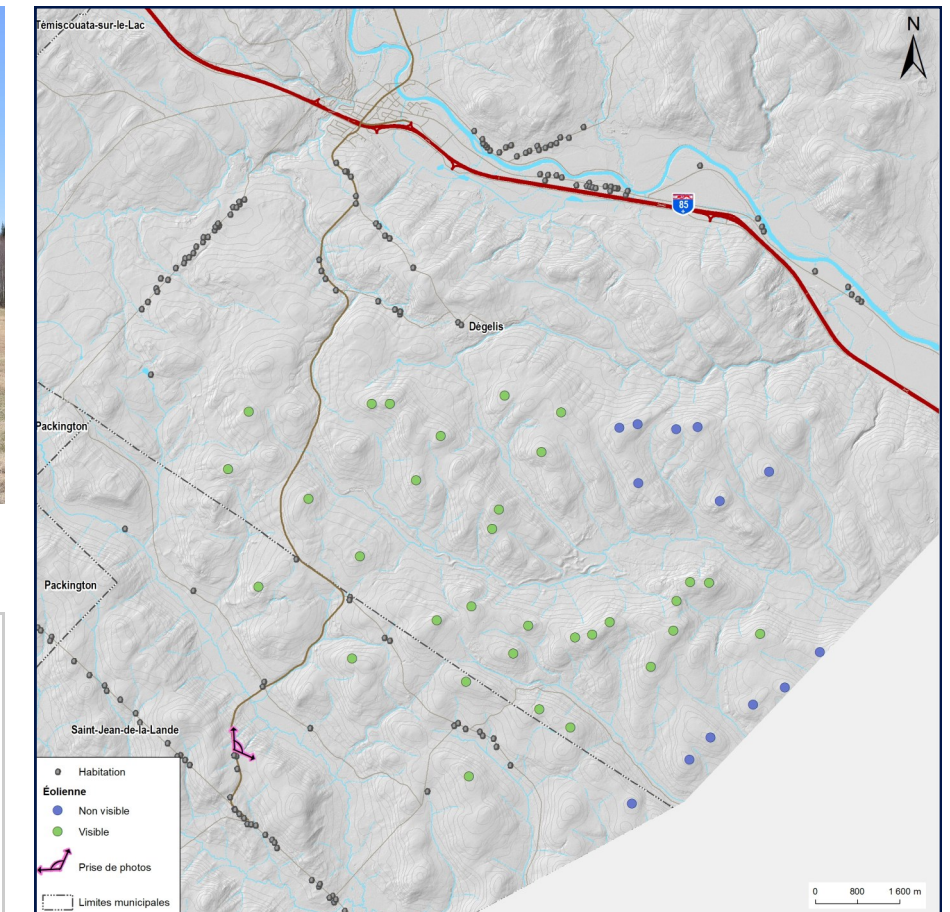 Témiscouata-sur-le-Lac
N
85
Dégelis
Packington
Packington
Saint-Jean-de-la-Lande
Habitation
Éolienne
Non visible
Visible
Prise de photos
Limites municipales
0 800 1 600 m